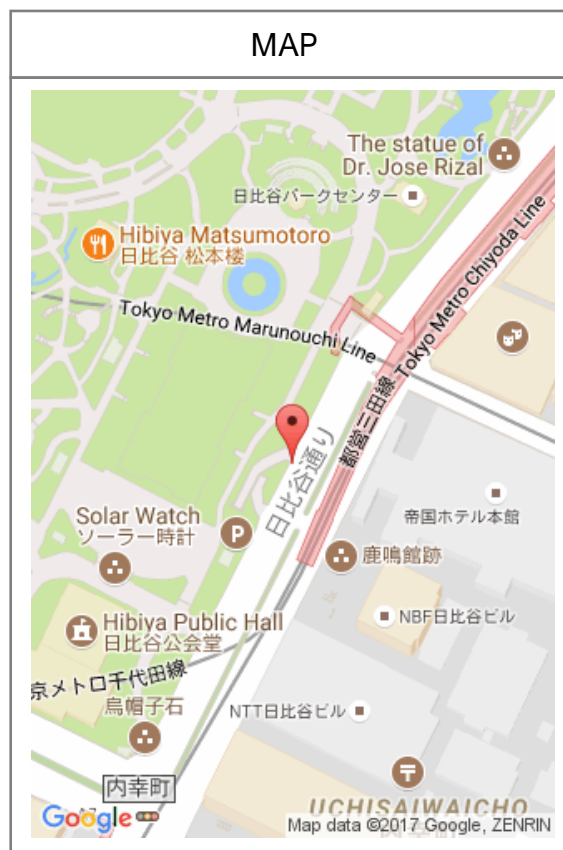 MAP
The statue of
Dr. Jose Rizal
日比谷パークセンター
Hibiya Matsumotoro
日比谷 松本楼
Tokyo Metro Chiyoda Line
Tokyo Metro Marunouchi Line
都営三田線
日比谷通り
P
帝国ホテル本館
Solar Watch
ソーラー時計
鹿鳴館跡
Hibiya Public Hall
日比谷公会堂
NBF日比谷ビル
京メトロ千代田線
烏帽子石
NTT日比谷ビル
内幸町
UCHISAIWAICHO
Google
Map data ©2017 Google, ZENRIN